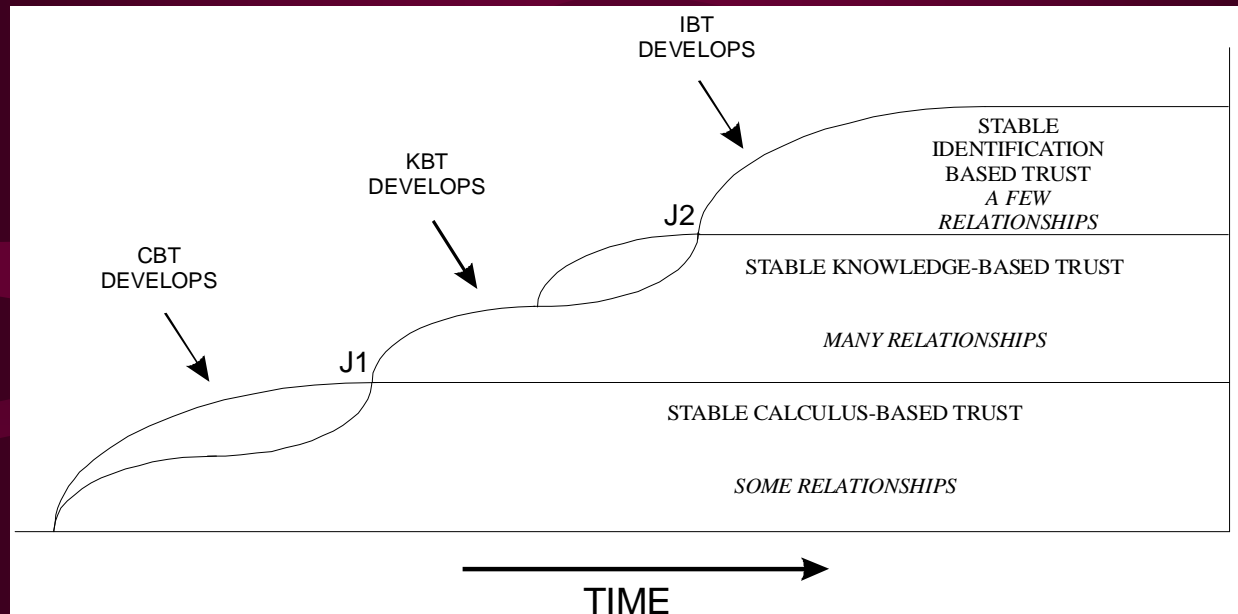 IBT
DEVELOPS
KBT
DEVELOPS
CBT
DEVELOPS
STABLE
IDENTIFICATION
BASED TRUST
A FEW
RELATIONSHIPS
J2
STABLE KNOWLEDGE-BASED TRUST
MANY RELATIONSHIPS
J1
STABLE CALCULUS-BASED TRUST
SOME RELATIONSHIPS
TIME